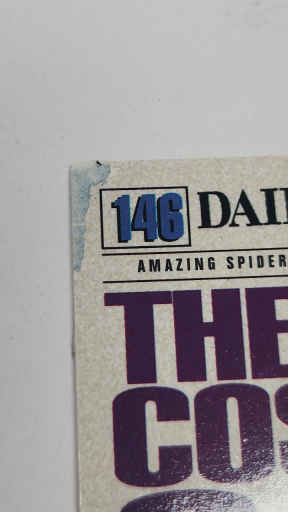 146 DAI
AMAZING SPIDER
THE
COS